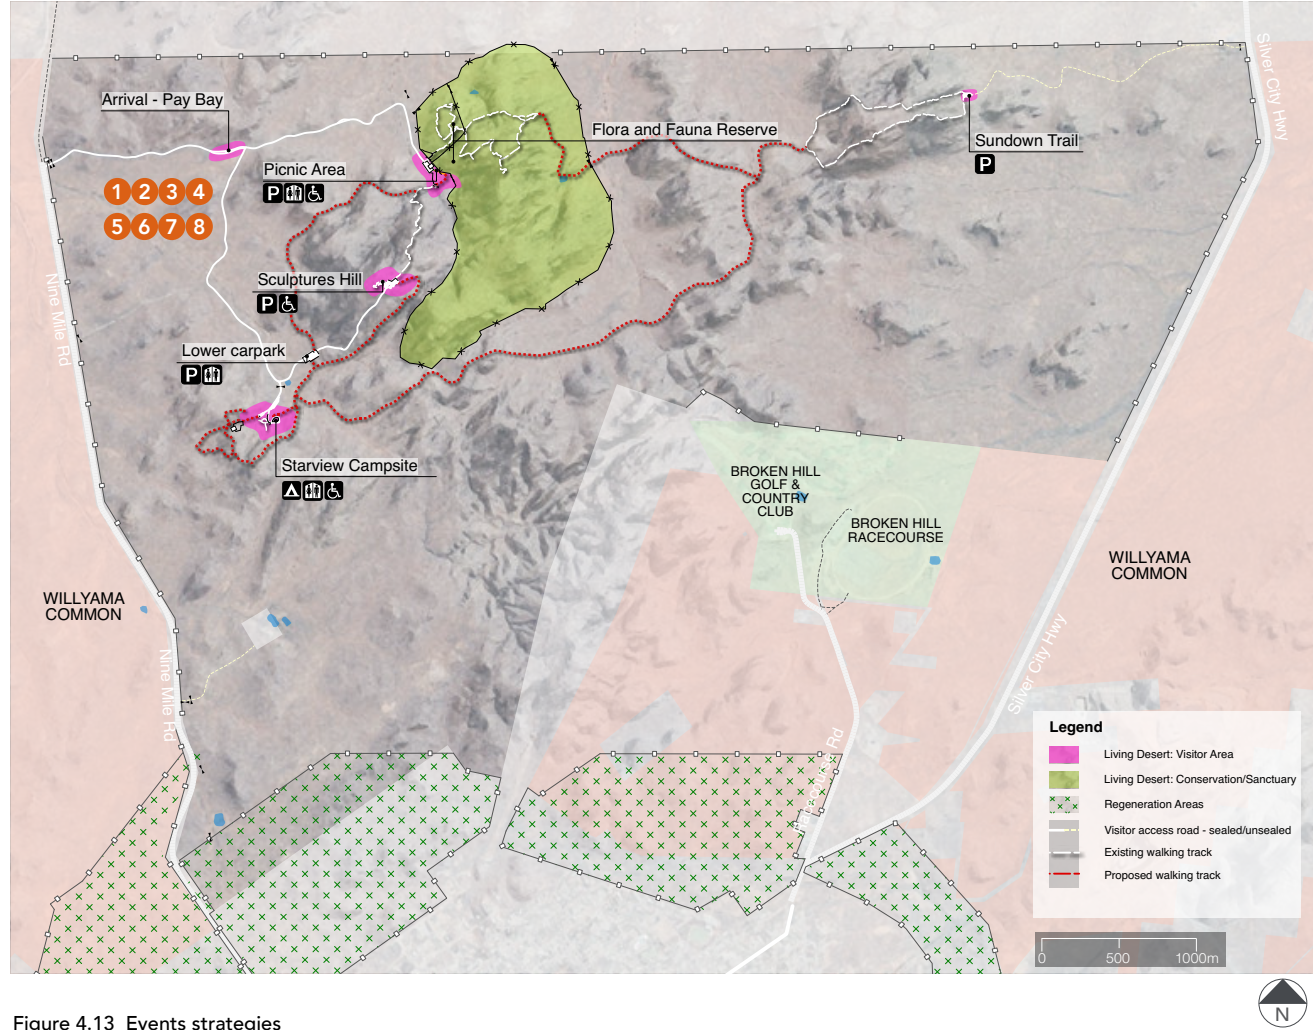 Silver City Hwy
Arrival - Pay Bay
Flora and Fauna Reserve
Sundown Trail
P
Picnic Area
P
1 2 3 4
5 6 7 8
Sculptures Hill
P
Nine Mile Rd
Lower carpark
P
Starview Campsite
BROKEN HILL
GOLF &
COUNTRY
CLUB
BROKEN HILL
RACECOURSE
WILLYAMA
COMMON
WILLYAMA
COMMON
Nine Mile Rd
Silver City Hwy
Racecourse Rd
Legend
Living Desert: Visitor Area
Living Desert: Conservation/Sanctuary
Regeneration Areas
Visitor access road - sealed/unsealed
Existing walking track
Proposed walking track
0 500 1000m
N
Figure 4.13 Events strategies